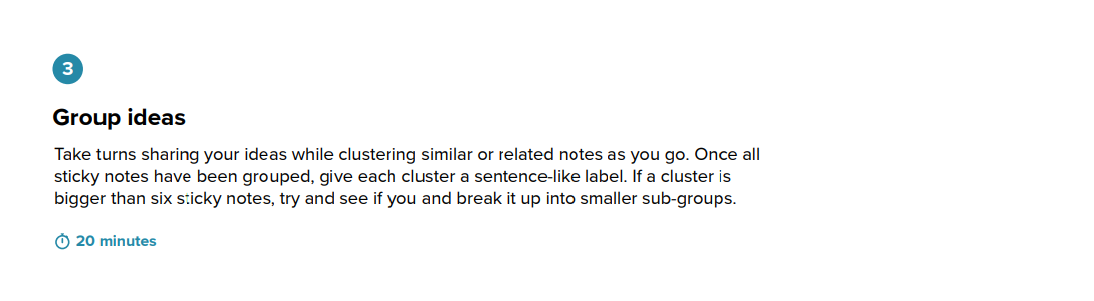 3
Group ideas
Take turns sharing your ideas while clustering similar or related notes as you go. Once all
sticky notes have been grouped, give each cluster a sentence-like label. If a cluster is
bigger than six sticky notes, try and see if you and break it up into smaller sub-groups.
20 minutes